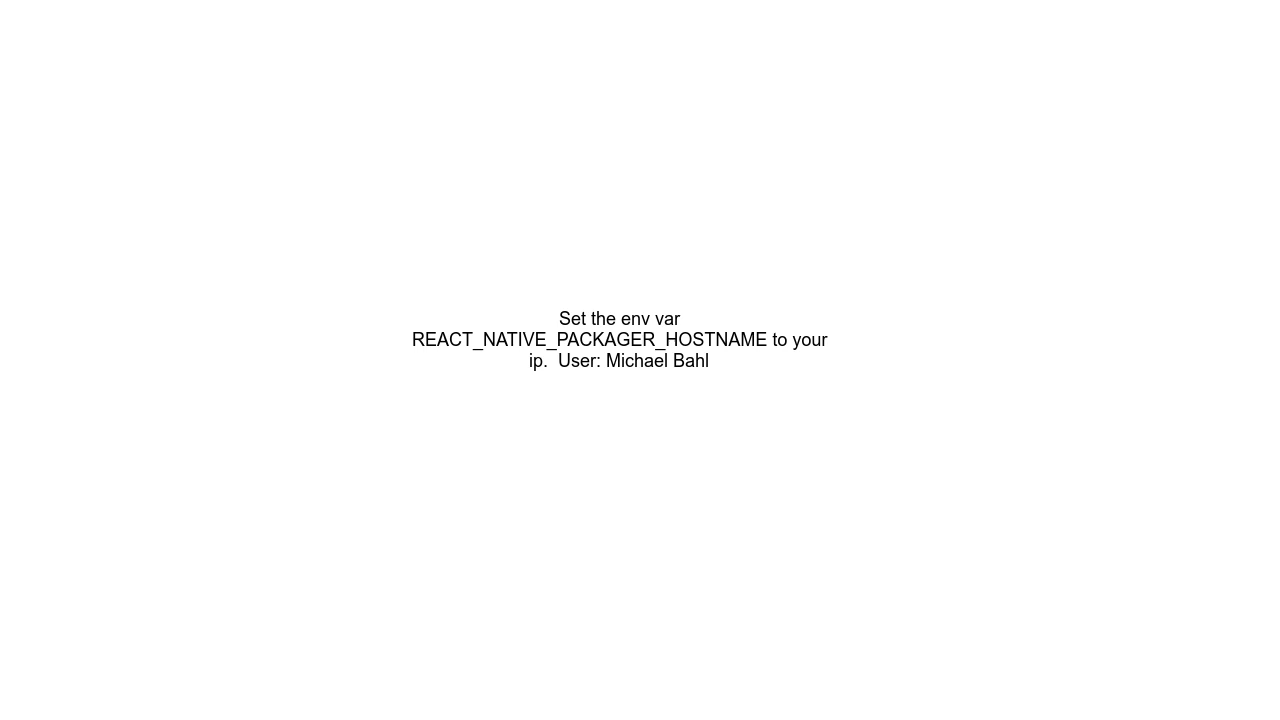 Set the env var
REACT_NATIVE_PACKAGER_HOSTNAME to your
ip.  User: Michael Bahl